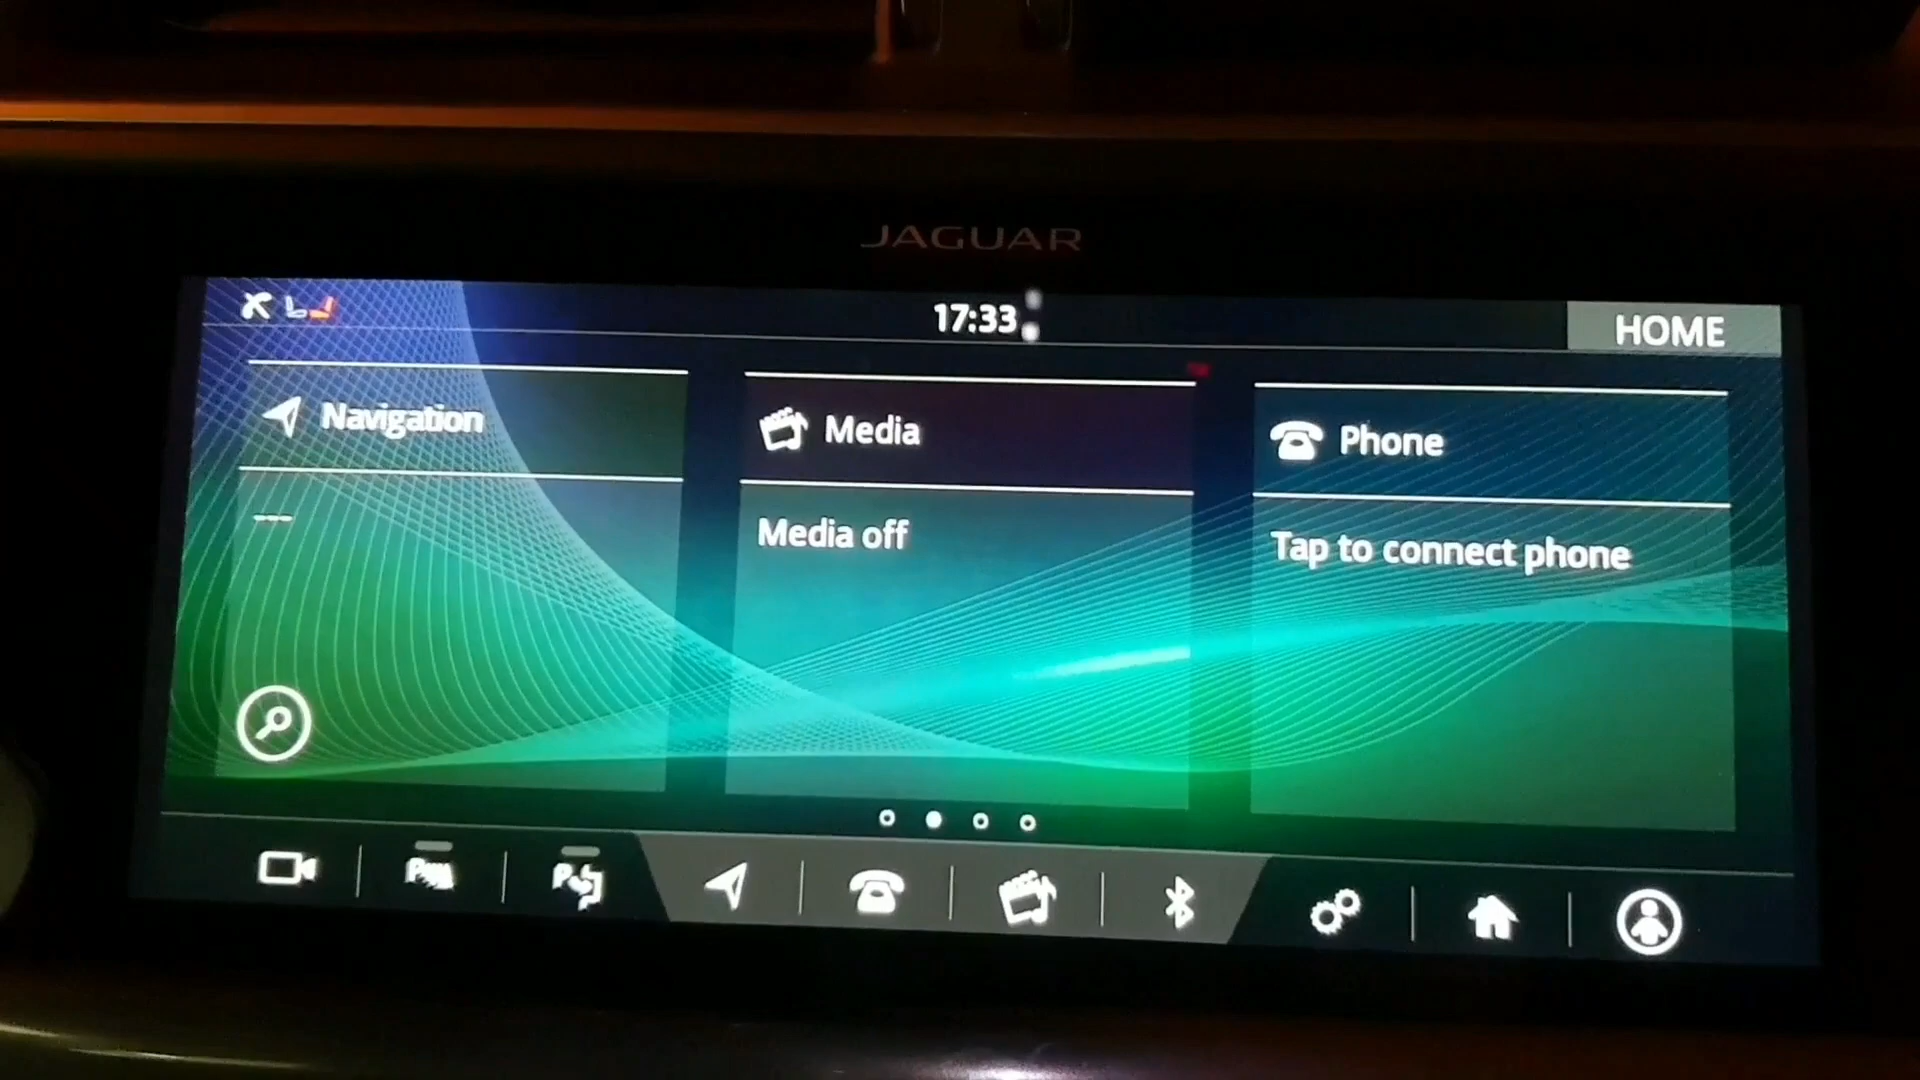 JAGUAR
17:33
HOME
Navigation
Media
Phone
---
Media off
Tap to connect phone